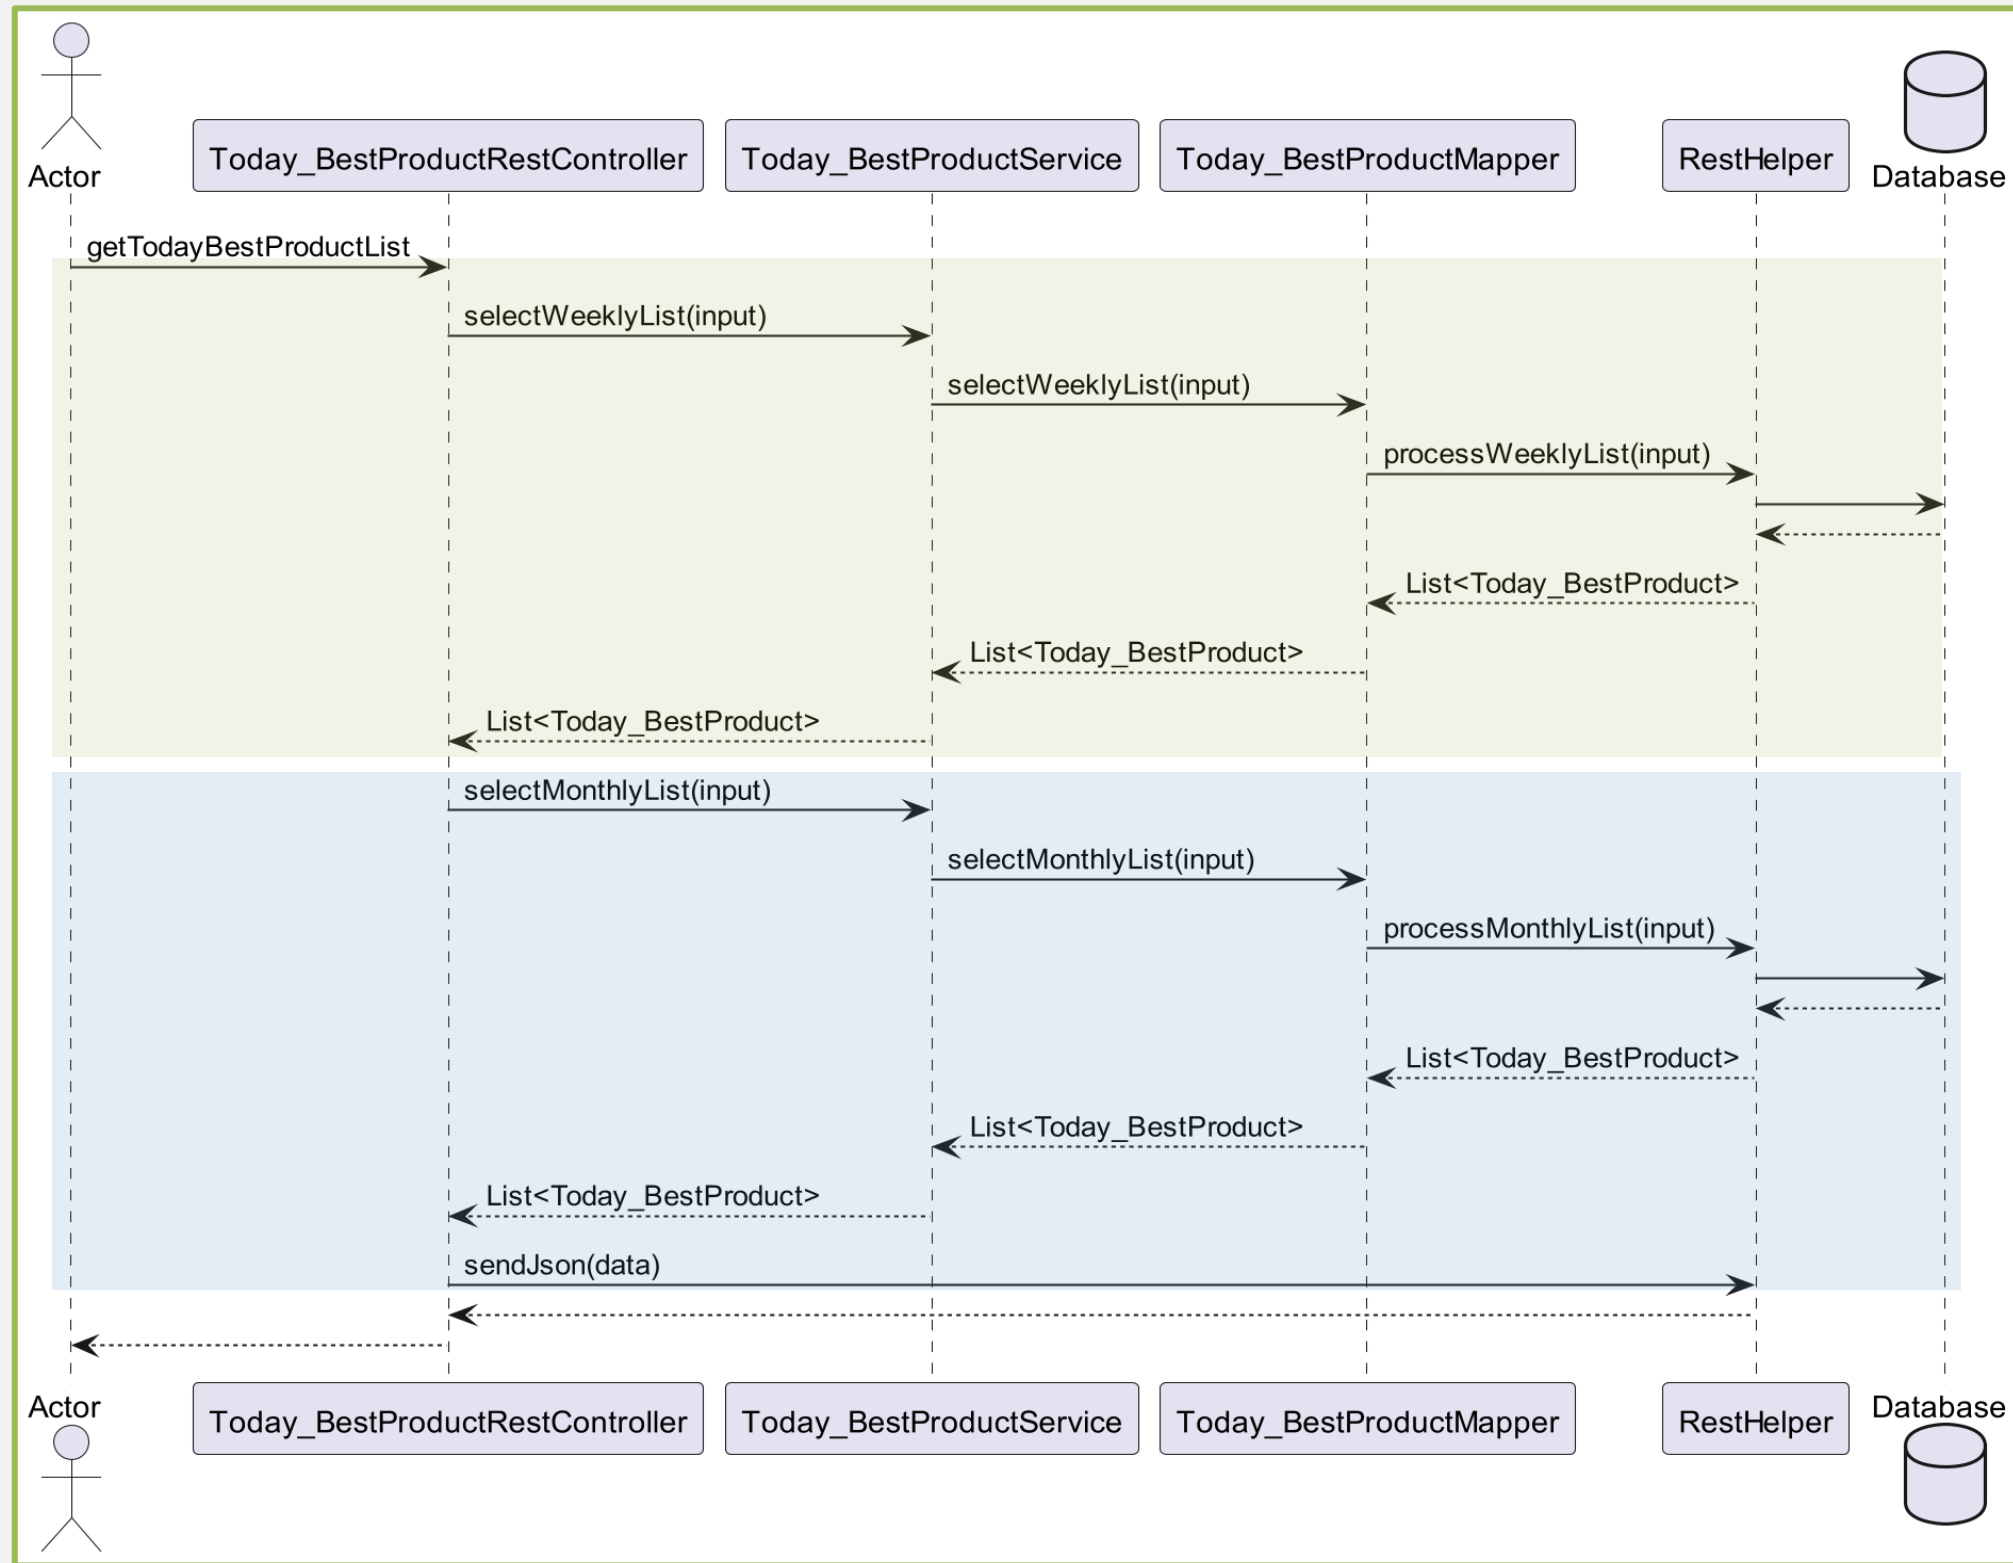 Actor
Today_BestProductRestController
Today_BestProductService
Today_BestProductMapper
RestHelper
Database
getTodayBestProductList
selectWeeklyList(input)
selectWeeklyList(input)
processWeeklyList(input)
List<Today_BestProduct>
List<Today_BestProduct>
List<Today_BestProduct>
selectMonthlyList(input)
selectMonthlyList(input)
processMonthlyList(input)
List<Today_BestProduct>
List<Today_BestProduct>
List<Today_BestProduct>
sendJson(data)
Actor
Today_BestProductRestController
Today_BestProductService
Today_BestProductMapper
RestHelper
Database